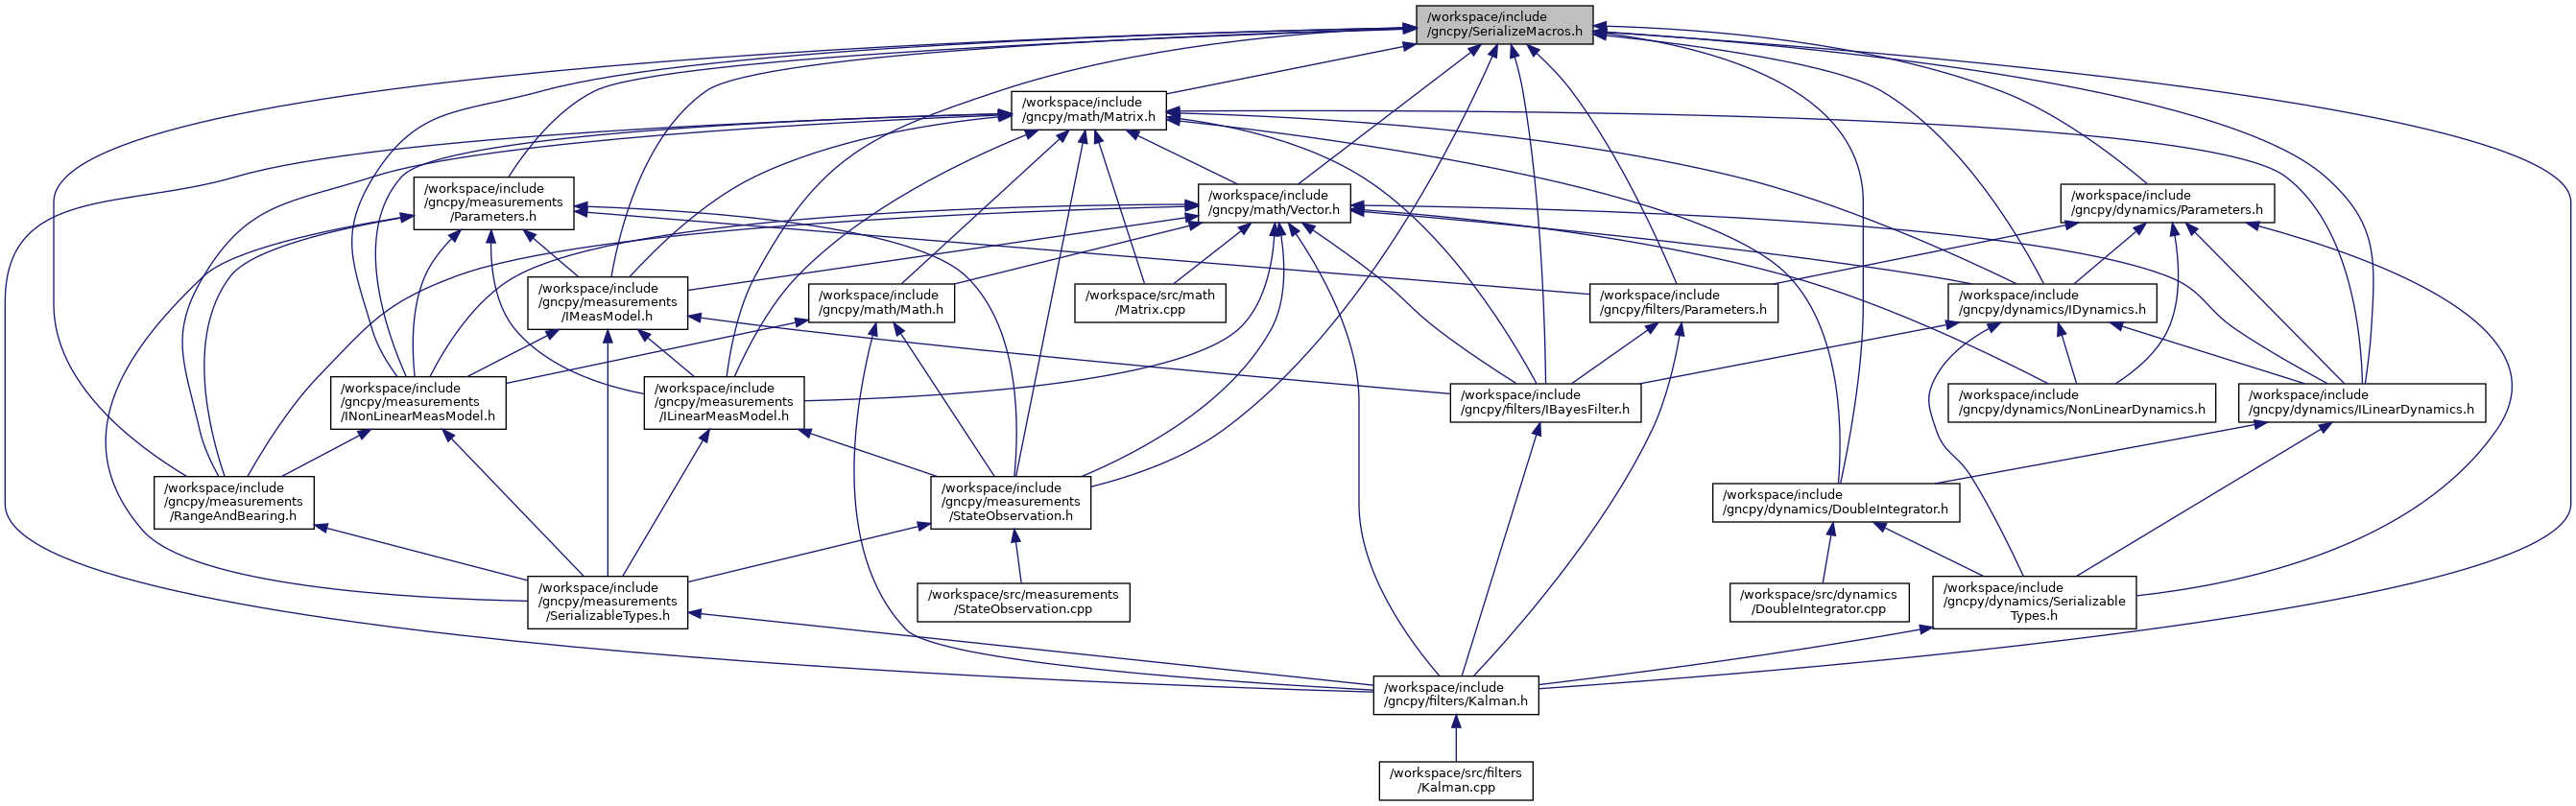 /workspace/include
/gncpy/SerializeMacros.h
/workspace/include
/gncpy/math/Matrix.h
/workspace/include
/gncpy/measurements
/Parameters.h
/workspace/include
/gncpy/math/Vector.h
/workspace/include
/gncpy/dynamics/Parameters.h
/workspace/include
/gncpy/measurements
/IMeasModel.h
/workspace/include
/gncpy/math/Math.h
/workspace/src/math
/Matrix.cpp
/workspace/include
/gncpy/filters/Parameters.h
/workspace/include
/gncpy/dynamics/IDynamics.h
/workspace/include
/gncpy/measurements
/INonLinearMeasModel.h
/workspace/include
/gncpy/measurements
/ILinearMeasModel.h
/workspace/include
/gncpy/filters/IBayesFilter.h
/workspace/include
/gncpy/dynamics/NonLinearDynamics.h
/workspace/include
/gncpy/dynamics/ILinearDynamics.h
/workspace/include
/gncpy/measurements
/RangeAndBearing.h
/workspace/include
/gncpy/measurements
/StateObservation.h
/workspace/include
/gncpy/dynamics/DoubleIntegrator.h
/workspace/include
/gncpy/measurements
/SerializableTypes.h
/workspace/src/measurements
/StateObservation.cpp
/workspace/src/dynamics
/DoubleIntegrator.cpp
/workspace/include
/gncpy/dynamics/Serializable
Types.h
/workspace/include
/gncpy/filters/Kalman.h
/workspace/src/filters
/Kalman.cpp